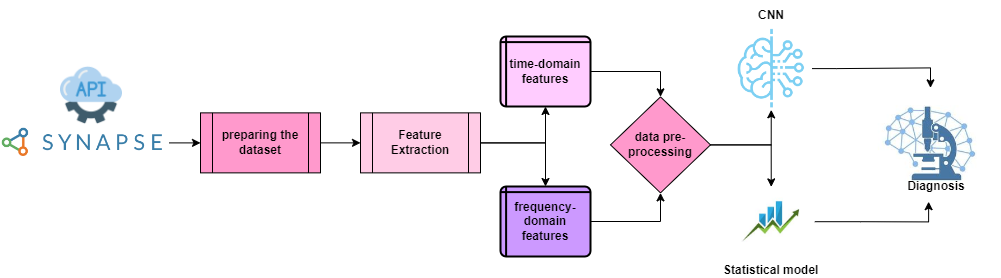 API
SYNAPSE
preparing the
dataset
Feature
Extraction
time-domain
features
frequency-
domain
features
data pre-
processing
CNN
Statistical model
Diagnosis